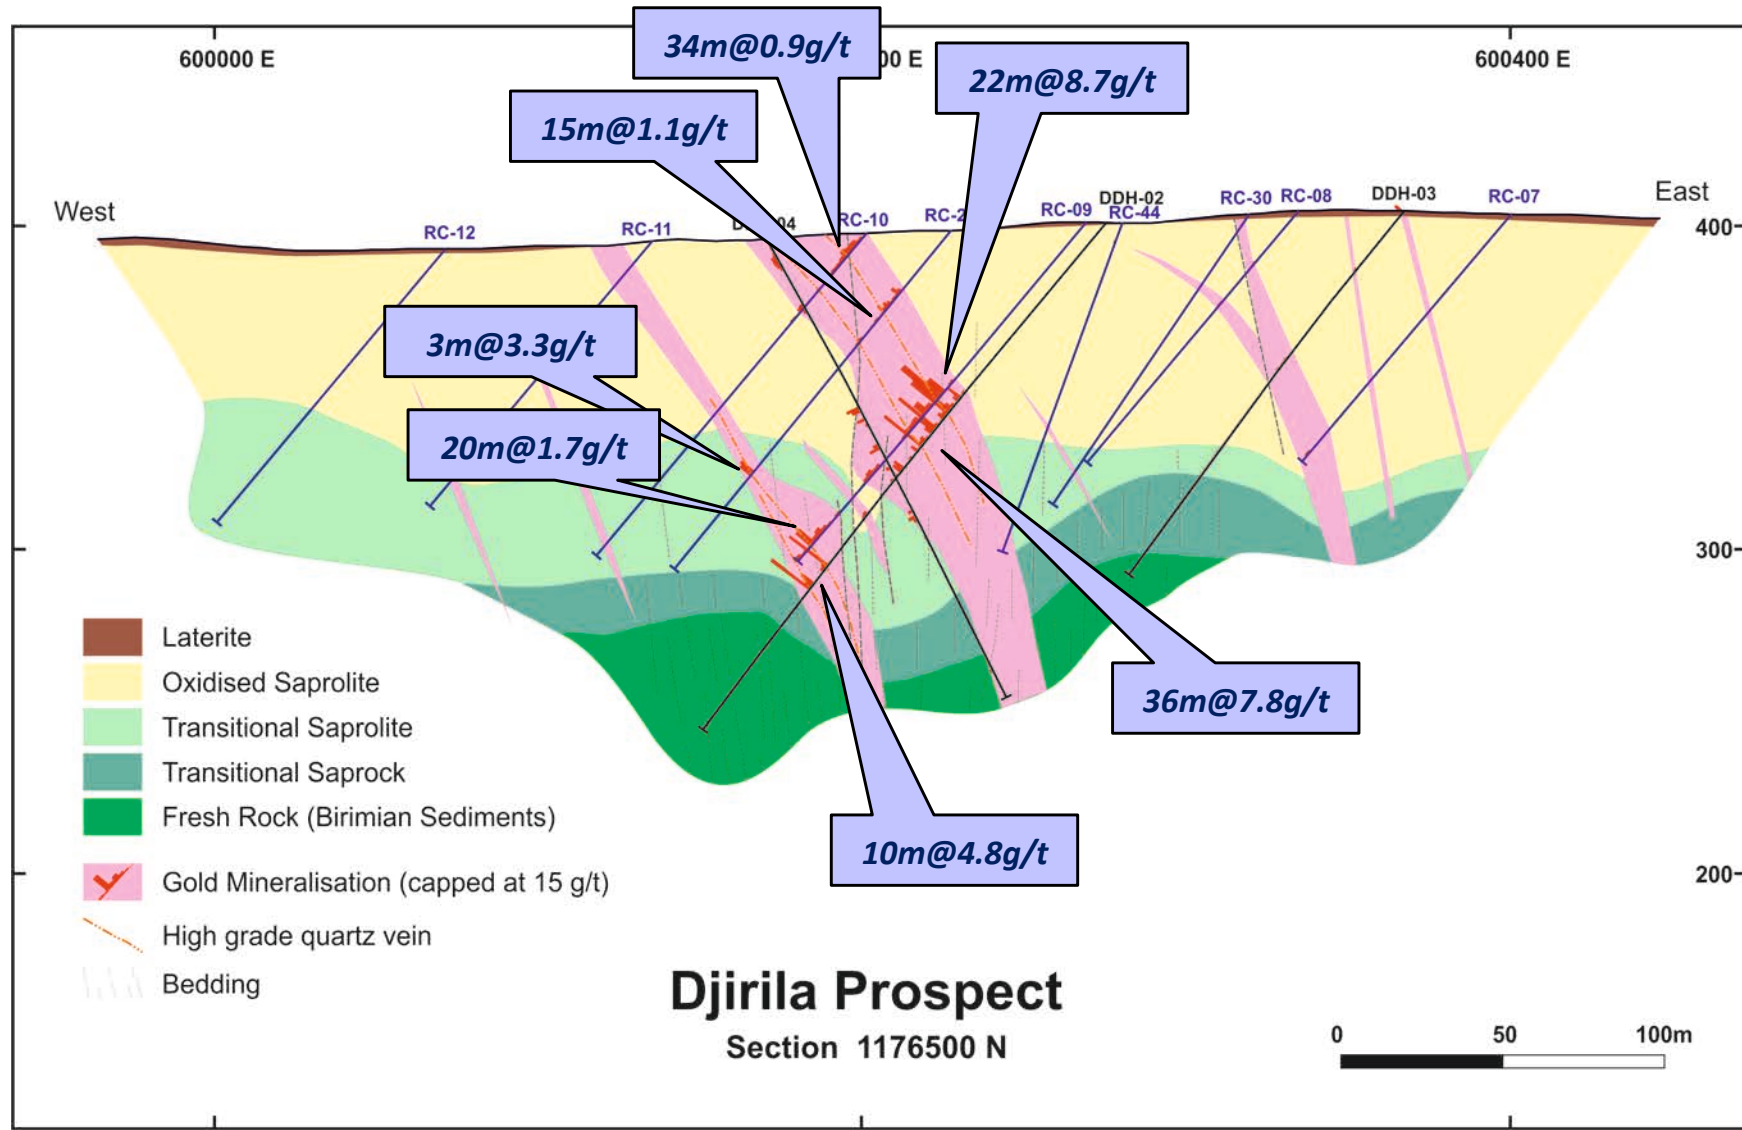 34m@0.9g/t
600000 E
00 E
600400 E
22m@8.7g/t
15m@1.1g/t
West
East
RC-12
RC-11
04
RC-10
RC-2
RC-09
DDH-02
RC-44
RC-30
RC-08
DDH-03
RC-07
400
3m@3.3g/t
20m@1.7g/t
300
Laterite
Oxidised Saprolite
Transitional Saprolite
Transitional Saprock
Fresh Rock (Birimian Sediments)
36m@7.8g/t
10m@4.8g/t
200
Gold Mineralisation (capped at 15 g/t)
High grade quartz vein
Bedding
Djirila Prospect
Section 1176500 N
0 50 100m